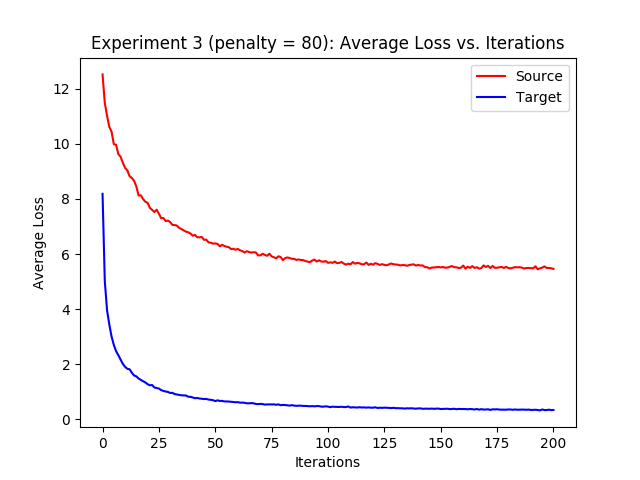 Experiment 3 (penalty = 80): Average Loss vs. Iterations
Source
Target
Average Loss
12
10
8
6
4
2
0
0 25 50 75 100 125 150 175 200
Iterations